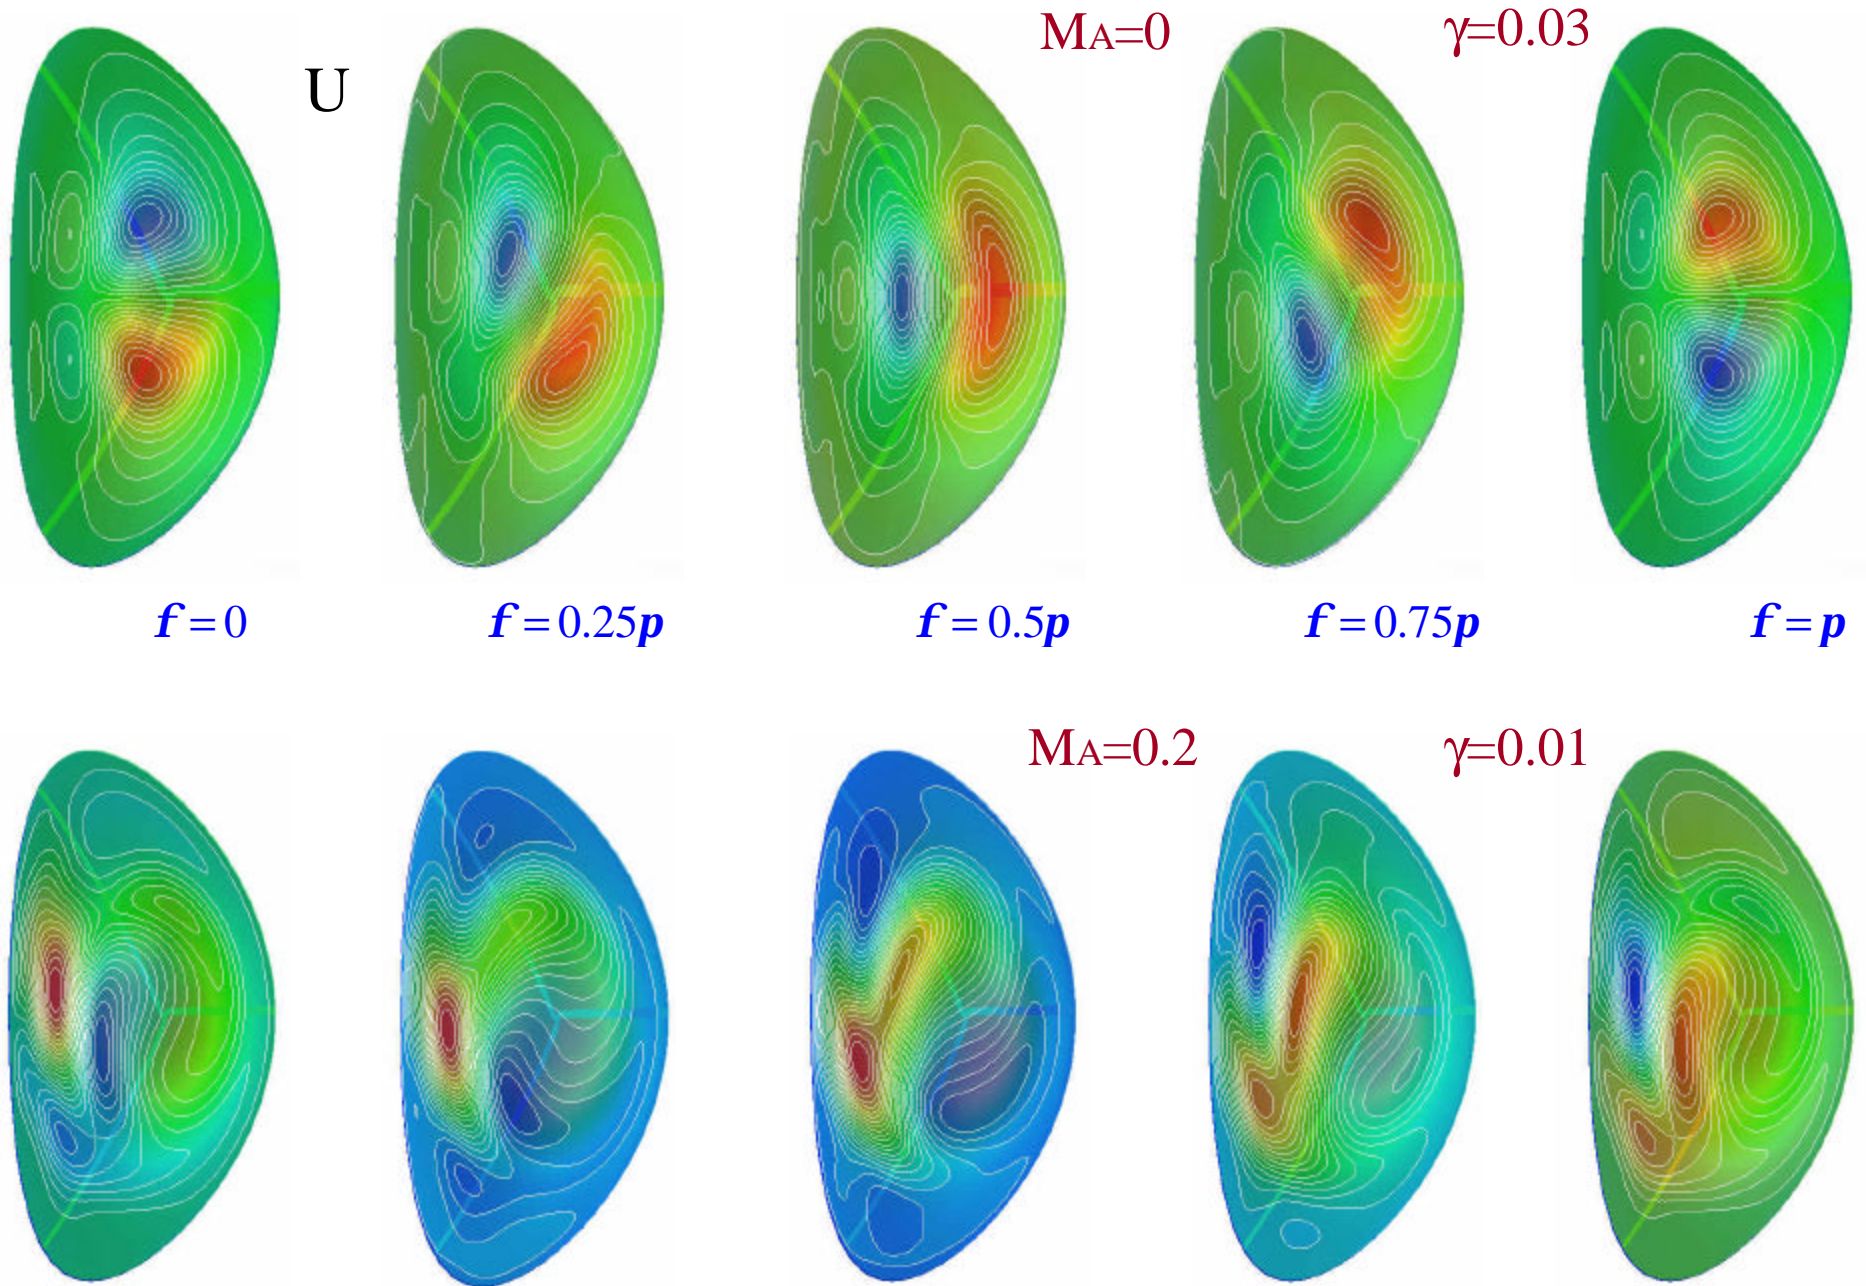 MA=0 γ=0.03
U
f = 0 f = 0.25p f = 0.5p f = 0.75p f = p
MA=0.2 γ=0.01